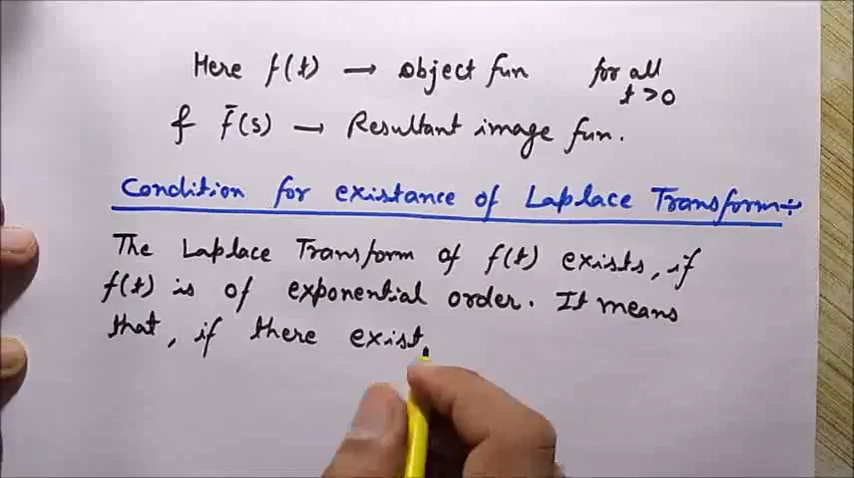 Here f(t) → object fun for all t > 0
& f̄(s) → Resultant image fun.
Condition for existance of Laplace Transform÷
The Laplace Transform of f(t) exists, if
f(t) is of exponential order. It means
that, if there exist,